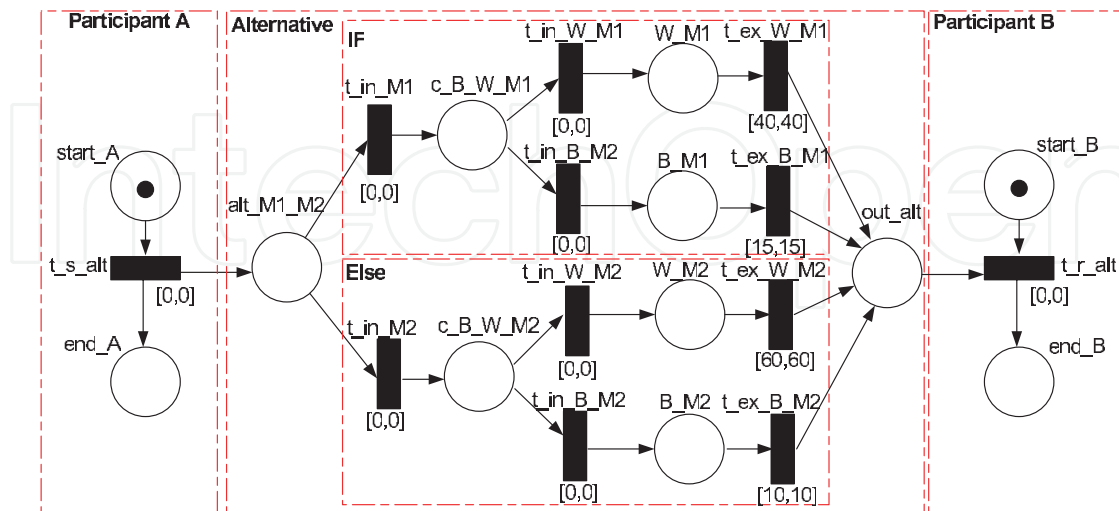 Participant A
Alternative
Participant B
IF
t_in_W_M1
W_M1
t_ex_W_M1
t_in_M1
c_B_W_M1
[0,0]
[40,40]
start_A
t_in_B_M2
B_M1
t_ex_B_M1
start_B
[0,0]
alt_M1_M2
out_alt
[0,0]
[15,15]
t_s_alt
Else
t_in_W_M2
W_M2
t_ex_W_M2
t_r_alt
[0,0]
[0,0]
end_A
t_in_M2
c_B_W_M2
end_B
[0,0]
[60,60]
t_in_B_M2
B_M2
t_ex_B_M2
[0,0]
[0,0]
[10,10]
IntechOpen